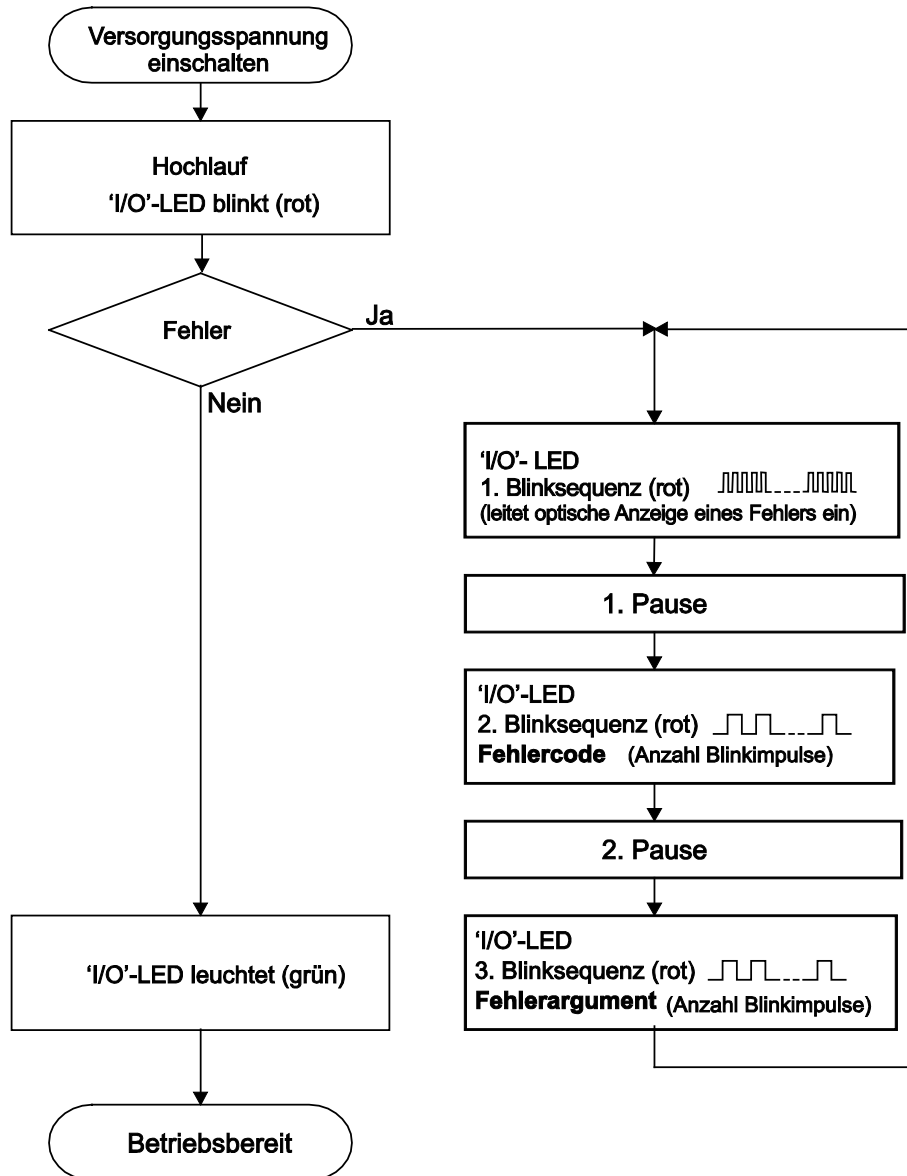 Versorgungsspannung
einschalten
Hochlauf
'I/O'-LED blinkt (rot)
Fehler
Ja
Nein
'I/O'- LED
1. Blinksequenz (rot)
(leitet optische Anzeige eines Fehlers ein)
1. Pause
'I/O'-LED
2. Blinksequenz (rot)
Fehlercode (Anzahl Blinkimpulse)
2. Pause
'I/O'-LED
3. Blinksequenz (rot)
Fehlerargument (Anzahl Blinkimpulse)
'I/O'-LED leuchtet (grün)
Betriebsbereit